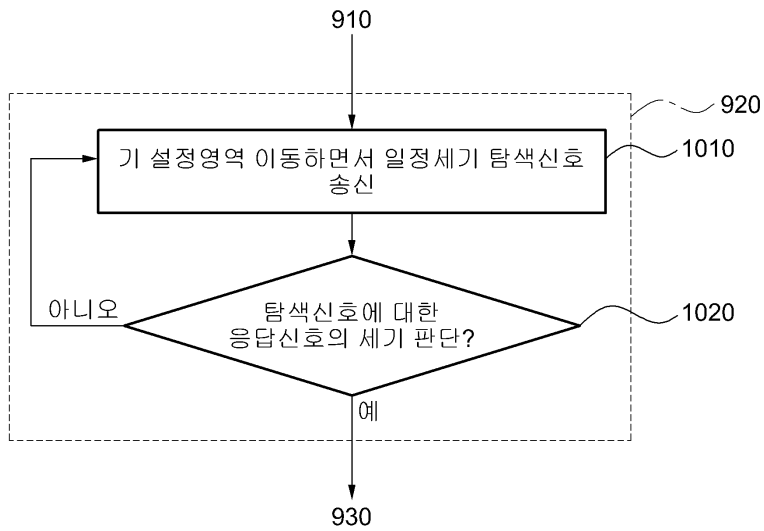 910
920
기 설정영역 이동하면서 일정세기 탐색신호
송신
1010
탐색신호에 대한
응답신호의 세기 판단?
1020
아니오
예
930